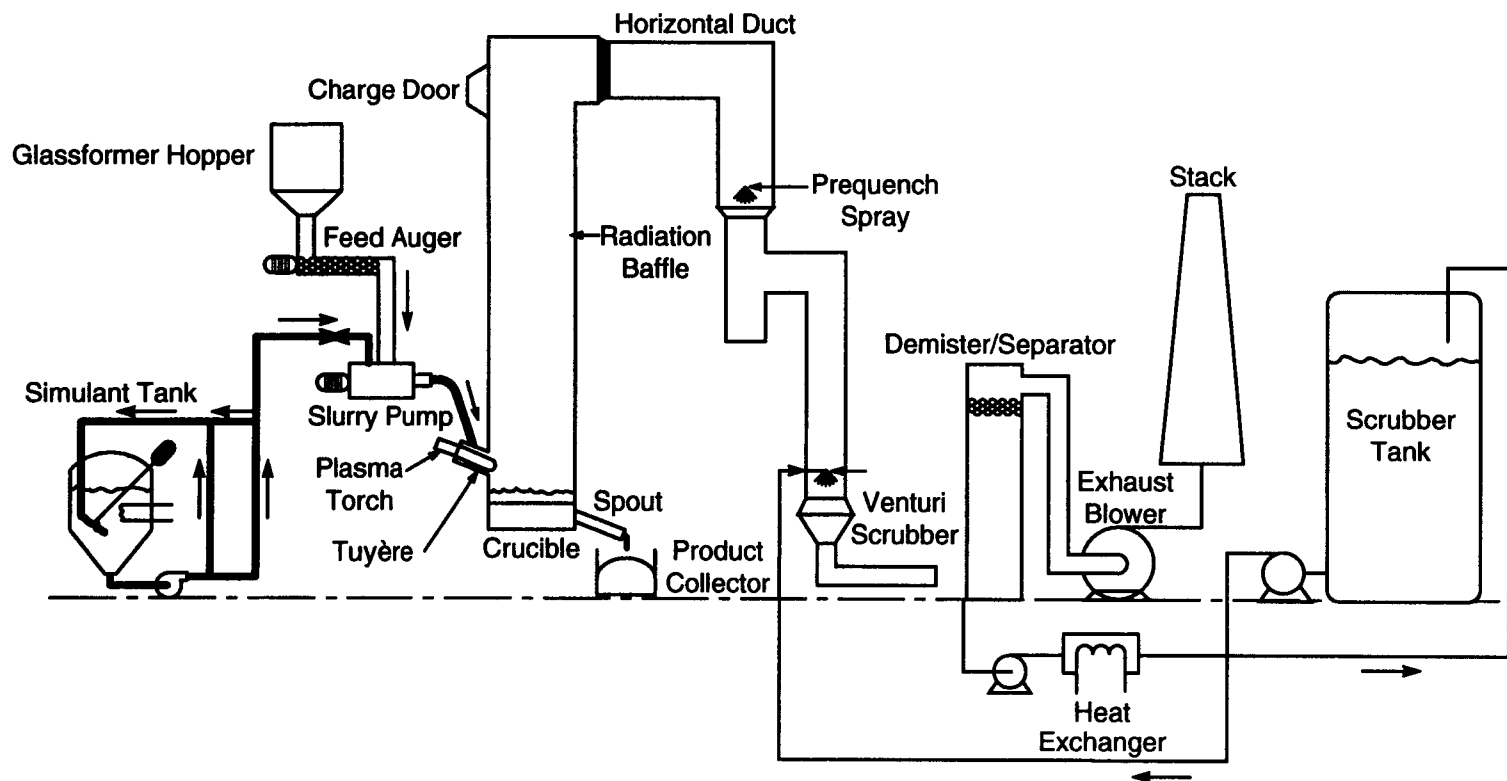 Horizontal Duct
Charge Door
Glassformer Hopper
Prequench
Spray
Stack
Feed Auger
Radiation
Baffle
Demister/Separator
Simulant Tank
Slurry Pump
Scrubber
Tank
Plasma
Torch
Spout
Venturi
Scrubber
Exhaust
Blower
Tuyère
Crucible
Product
Collector
Heat
Exchanger